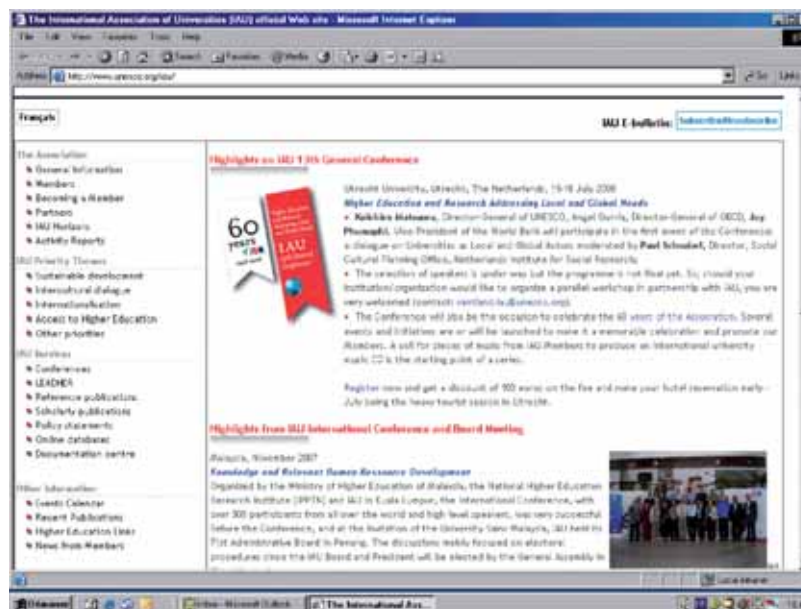 The International Association of Universities (IAU) official Web site - Microsoft Internet Explorer
File Edit View Favorites Tools Help
Search Favorites Media
Address http://www.unesco.org/iau/
Go Links
Français
IAU E-bulletin: Subscribe/Unsubscribe
The Association
General Information
Members
Becoming a Member
Partners
IAU Horizons
Activity Reports
IAU Priority Themes
Sustainable development
Intercultural dialogue
Internationalisation
Access to Higher Education
Other priorities
IAU Services
Conferences
LEADHER
Reference publications
Scholarly publications
Policy statements
Online databases
Documentation centre
Other Information
Events Calendar
Recent Publications
Higher Education Links
News from Members
Highlights on IAU 13th General Conference
60
years
IAU
Utrecht University, Utrecht, The Netherlands, 15-18 July 2008
Higher Education and Research Addressing Local and Global Needs
• Koïchiro Matsuura, Director-General of UNESCO, Angel Gurría, Director-General of OECD, Joy
Phumaphi, Vice President of the World Bank will participate in the first event of the Conference:
a dialogue on Universities as Local and Global Actors moderated by Paul Schnabel, Director, Social
Cultural Planning Office, Netherlands Institute for Social Research;
• The selection of speakers is under way but the programme is not final yet. So, should your
Institution/organization would like to organize a parallel workshop in partnership with IAU, you are
very welcomed (contact:
• The Conference will also be the occasion to celebrate the 60 years of the Association. Several
events and initiatives are or will be launched to make it a memorable celebration and promote our
Members. A call for pieces of music from IAU Members to produce an international university
music CD is the starting point of a series.
Register now and get a discount of 100 euros on the fee and make your hotel reservation early -
July being the heavy tourist season in Utrecht.
Highlights from IAU International Conference and Board Meeting
Malaysia, November 2007
Knowledge and Relevant Human Resource Development
Organized by the Ministry of Higher Education of Malaysia, the National Higher Education
Research Institute (IPPTN) and IAU in Kuala Lumpur, the International Conference, with
over 300 participants from all over the world and high level speakers, was very successful
Before the Conference, and at the invitation of the University Sains Malaysia, IAU held its
71st Administrative Board in Penang. The discussions mainly focused on electoral
procedures since the IAU Board and President will be elected by the General Assembly in
Démarrer
Microsoft Outlook
The International Ass...